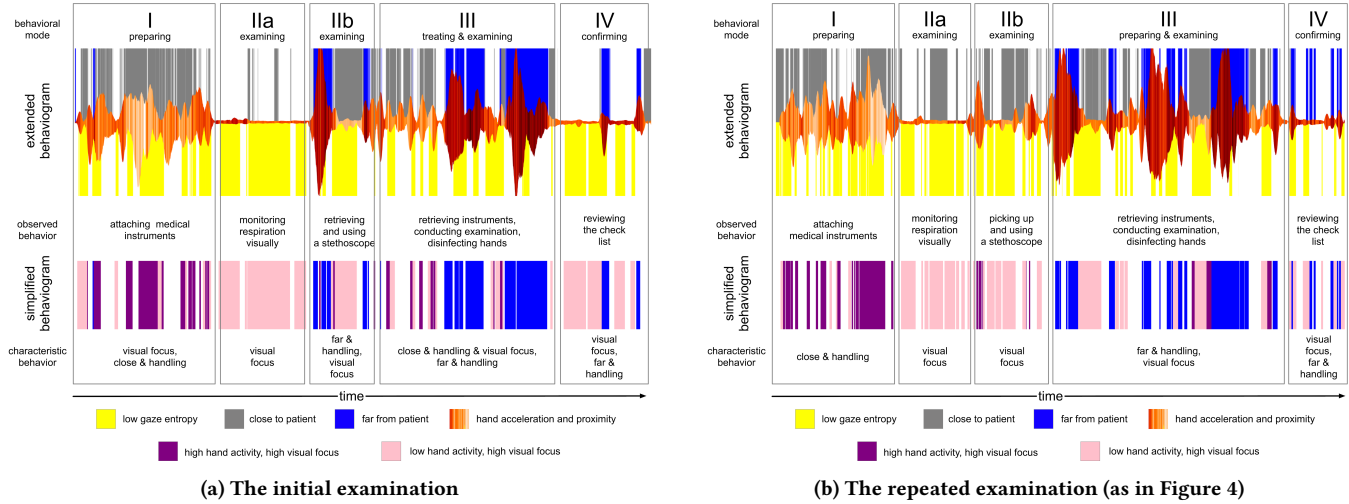 behavioral mode
I
preparing
IIa
examining
IIb
examining
III
treating & examining
IV
confirming
extended
behaviogram
observed
behavior
attaching medical
instruments
monitoring
respiration
visually
retrieving
and using
a stethoscope
retrieving instruments,
conducting examination,
disinfecting hands
reviewing
the check
list
simplified
behaviogram
characteristic
behavior
visual focus,
close & handling
visual
focus
far &
handling,
visual
focus
close & handling & visual focus,
far & handling
visual
focus,
far &
handling
time
low gaze entropy
close to patient
far from patient
hand acceleration and proximity
high hand activity, high visual focus
low hand activity, high visual focus
(a) The initial examination
behavioral
mode
I
preparing
IIa
examining
IIb
examining
III
preparing & examining
IV
confirming
extended
behaviogram
observed
behavior
attaching
medical instruments
monitoring
respiration
visually
picking up
and using
a stethoscope
retrieving instruments,
conducting examination,
disinfecting hands
reviewing
the check
list
simplified
behaviogram
characteristic
behavior
close & handling
visual
focus
visual
focus
far & handling,
visual focus
visual
focus,
far &
handling
time
low gaze entropy
close to patient
far from patient
hand acceleration and proximity
high hand activity, high visual focus
low hand activity, high visual focus
(b) The repeated examination (as in Figure 4)